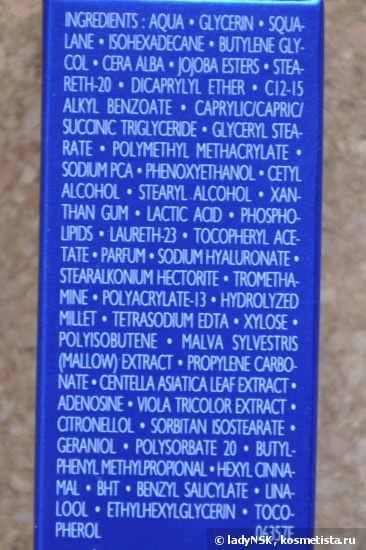 INGREDIENTS : AQUA • GLYCERIN • SQUA-
LANE • ISOHEXADECANE • BUTYLENE GLY-
COL • CERA ALBA • JOJOBA ESTERS • STEA-
RETH-20 • DICAPRYLYL ETHER • C12-15
ALKYL BENZOATE • CAPRYLIC/CAPRIC/
SUCCINIC TRIGLYCERIDE • GLYCERYL STEA-
RATE • POLYMETHYL METHACRYLATE •
SODIUM PCA • PHENOXYETHANOL • CETYL
ALCOHOL • STEARYL ALCOHOL • XAN-
THAN GUM • LACTIC ACID • PHOSPHO-
LIPIDS • LAURETH-23 • TOCOPHERYL ACE-
TATE • PARFUM • SODIUM HYALURONATE •
STEARALKONIUM HECTORITE • TROMETHA-
MINE • POLYACRYLATE-13 • HYDROLYZED
MILLET • TETRASODIUM EDTA • XYLOSE •
POLYISOBUTENE • MALVA SYLVESTRIS
(MALLOW) EXTRACT • PROPYLENE CARBO-
NATE • CENTELLA ASIATICA LEAF EXTRACT •
ADENOSINE • VIOLA TRICOLOR EXTRACT •
CITRONELLOL • SORBITAN ISOSTEARATE •
GERANIOL • POLYSORBATE 20 • BUTYL-
PHENYL METHYLPROPIONAL • HEXYL CINNA-
MAL • BHT • BENZYL SALICYLATE • LINA-
LOOL • ETHYLHEXYLGLYCERIN • TOCO-
PHEROL 06357F
© ladyNSK, kosmetista.ru